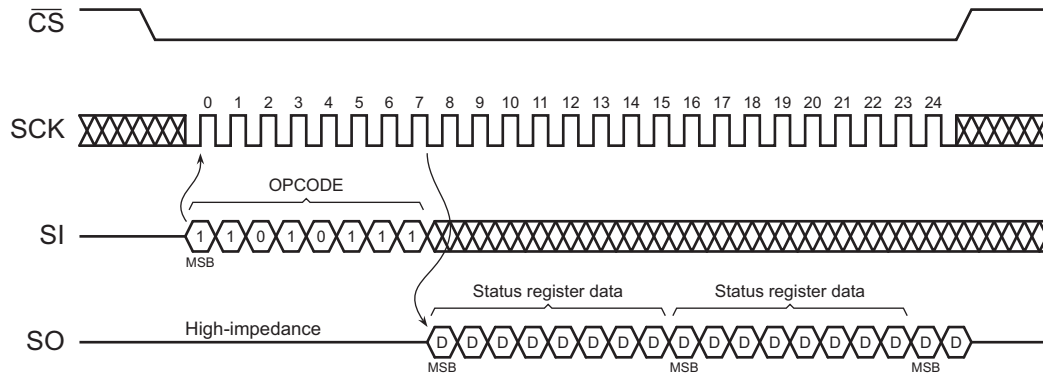 CS
0 1 2 3 4 5 6 7 8 9 10 11 12 13 14 15 16 17 18 19 20 21 22 23 24
SCK
OPCODE
SI 1 1 0 1 0 1 1 1
MSB
Status register data Status register data
High-impedance
SO D D D D D D D D D D D D D D D D D D
MSB MSB MSB